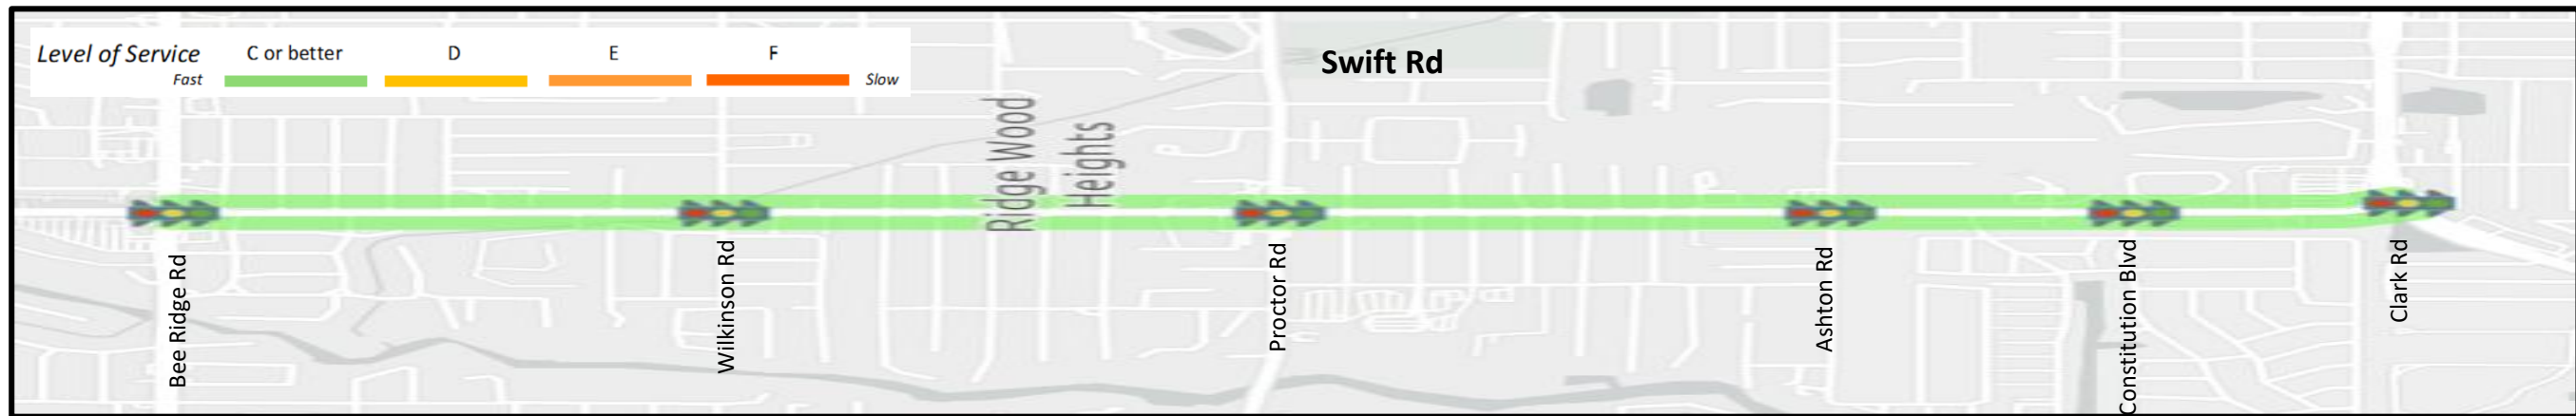 Level of Service
C or better
D
E
F
Fast
Slow
Swift Rd
Ridge Wood
Heights
Bee Ridge Rd
Wilkinson Rd
Proctor Rd
Ashton Rd
Constitution Blvd
Clark Rd